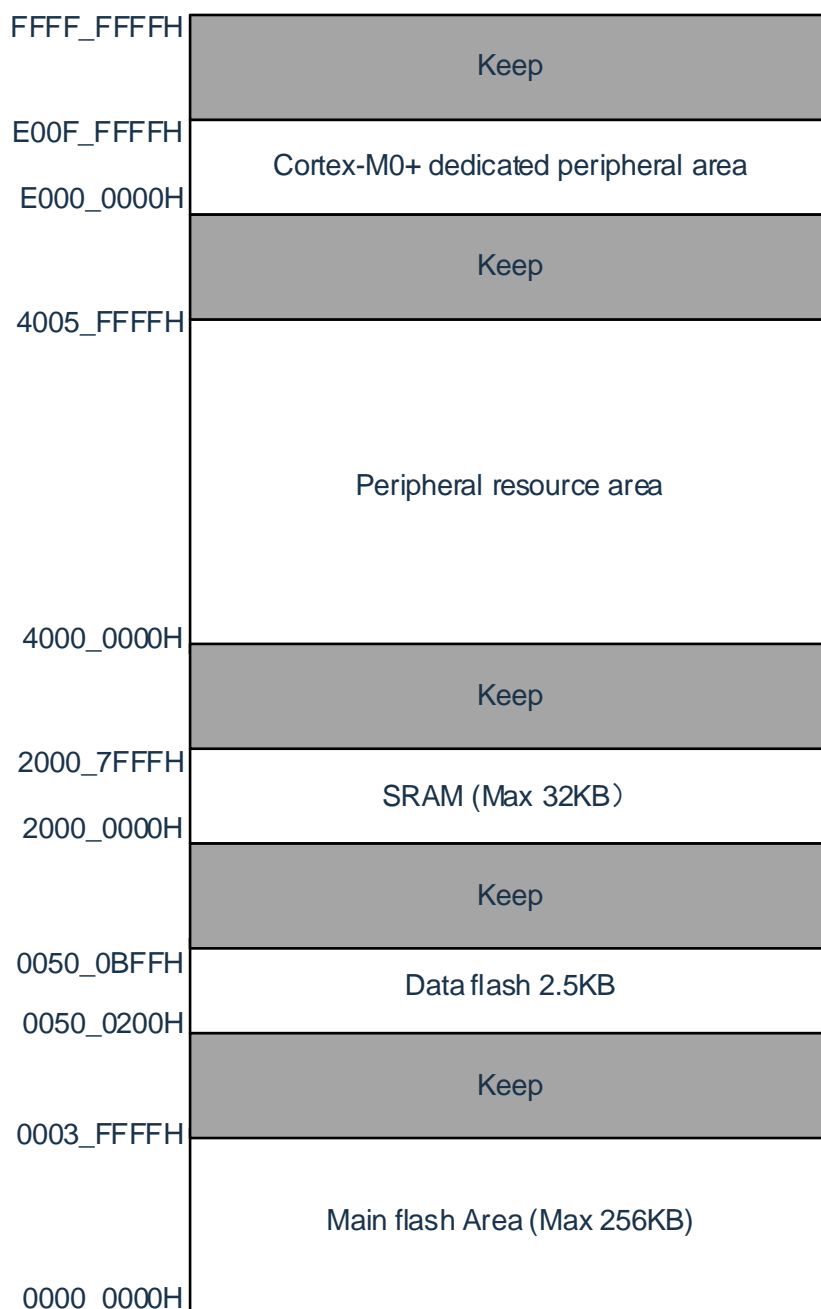 FFFF_FFFFH
Keep
E00F_FFFFH
Cortex-M0+ dedicated peripheral area
E000_0000H
Keep
4005_FFFFH
Peripheral resource area
4000_0000H
Keep
2000_7FFFH
SRAM (Max 32KB）
2000_0000H
Keep
0050_0BFFH
Data flash 2.5KB
0050_0200H
Keep
0003_FFFFH
Main flash Area (Max 256KB)
0000_0000H